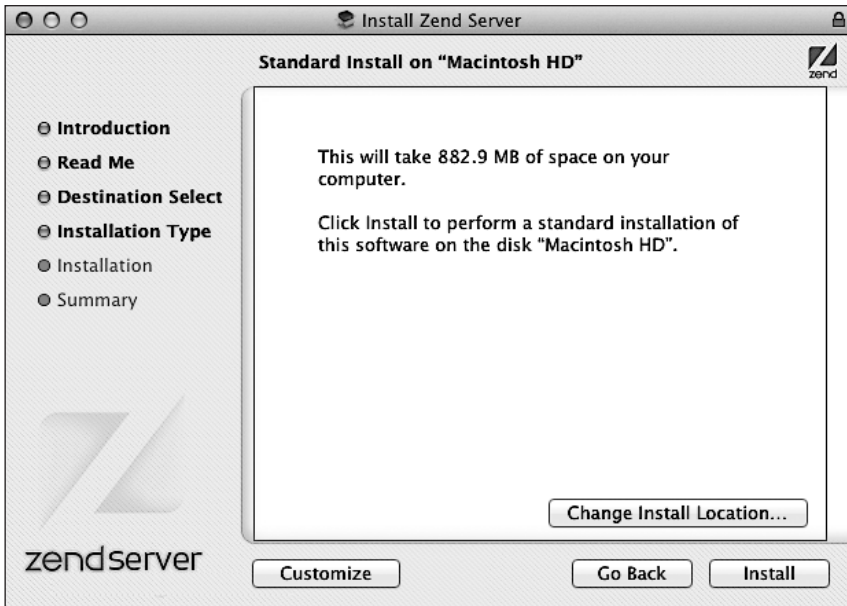 Install Zend Server
Standard Install on “Macintosh HD”
zend
Introduction
Read Me
Destination Select
Installation Type
Installation
Summary
This will take 882.9 MB of space on your
computer.
Click Install to perform a standard installation of
this software on the disk “Macintosh HD”.
Change Install Location...
zendserver
Customize
Go Back
Install